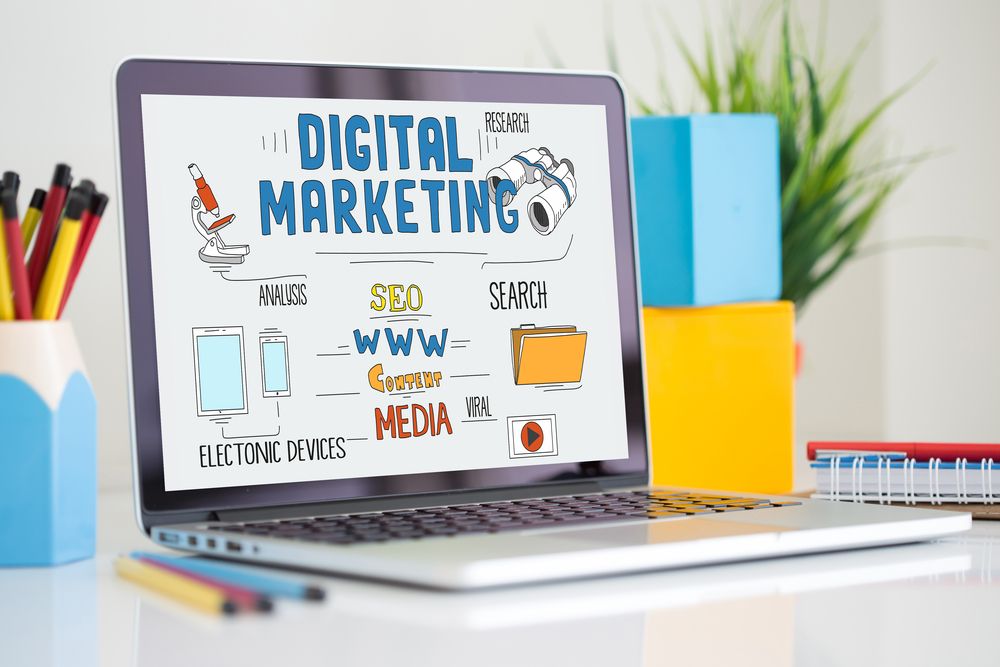 DIGITAL
MARKETING
RESEARCH
ANALYSIS
SEO
SEARCH
WWW
CONTENT
MEDIA
VIRAL
ELECTONIC DEVICES